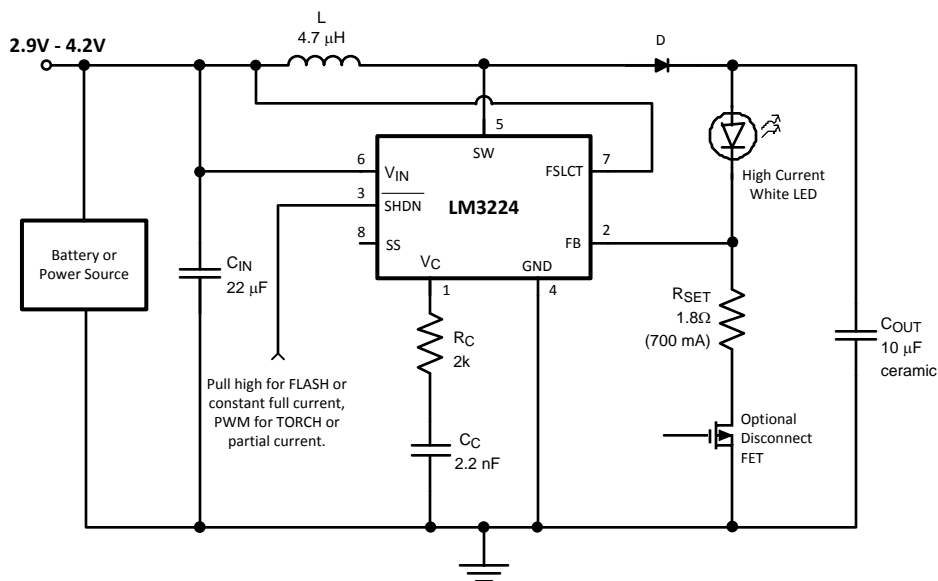 L
4.7 μH
2.9V - 4.2V
D
5
SW
6
VIN
FSLCT
7
3
SHDN
LM3224
8
SS
FB
2
VC
GND
1
4
High Current
White LED
Battery or
Power Source
CIN
22 μF
RSET
1.8Ω
(700 mA)
COUT
10 μF
ceramic
RC
2k
Pull high for FLASH or
constant full current,
PWM for TORCH or
partial current.
CC
2.2 nF
Optional
Disconnect
FET